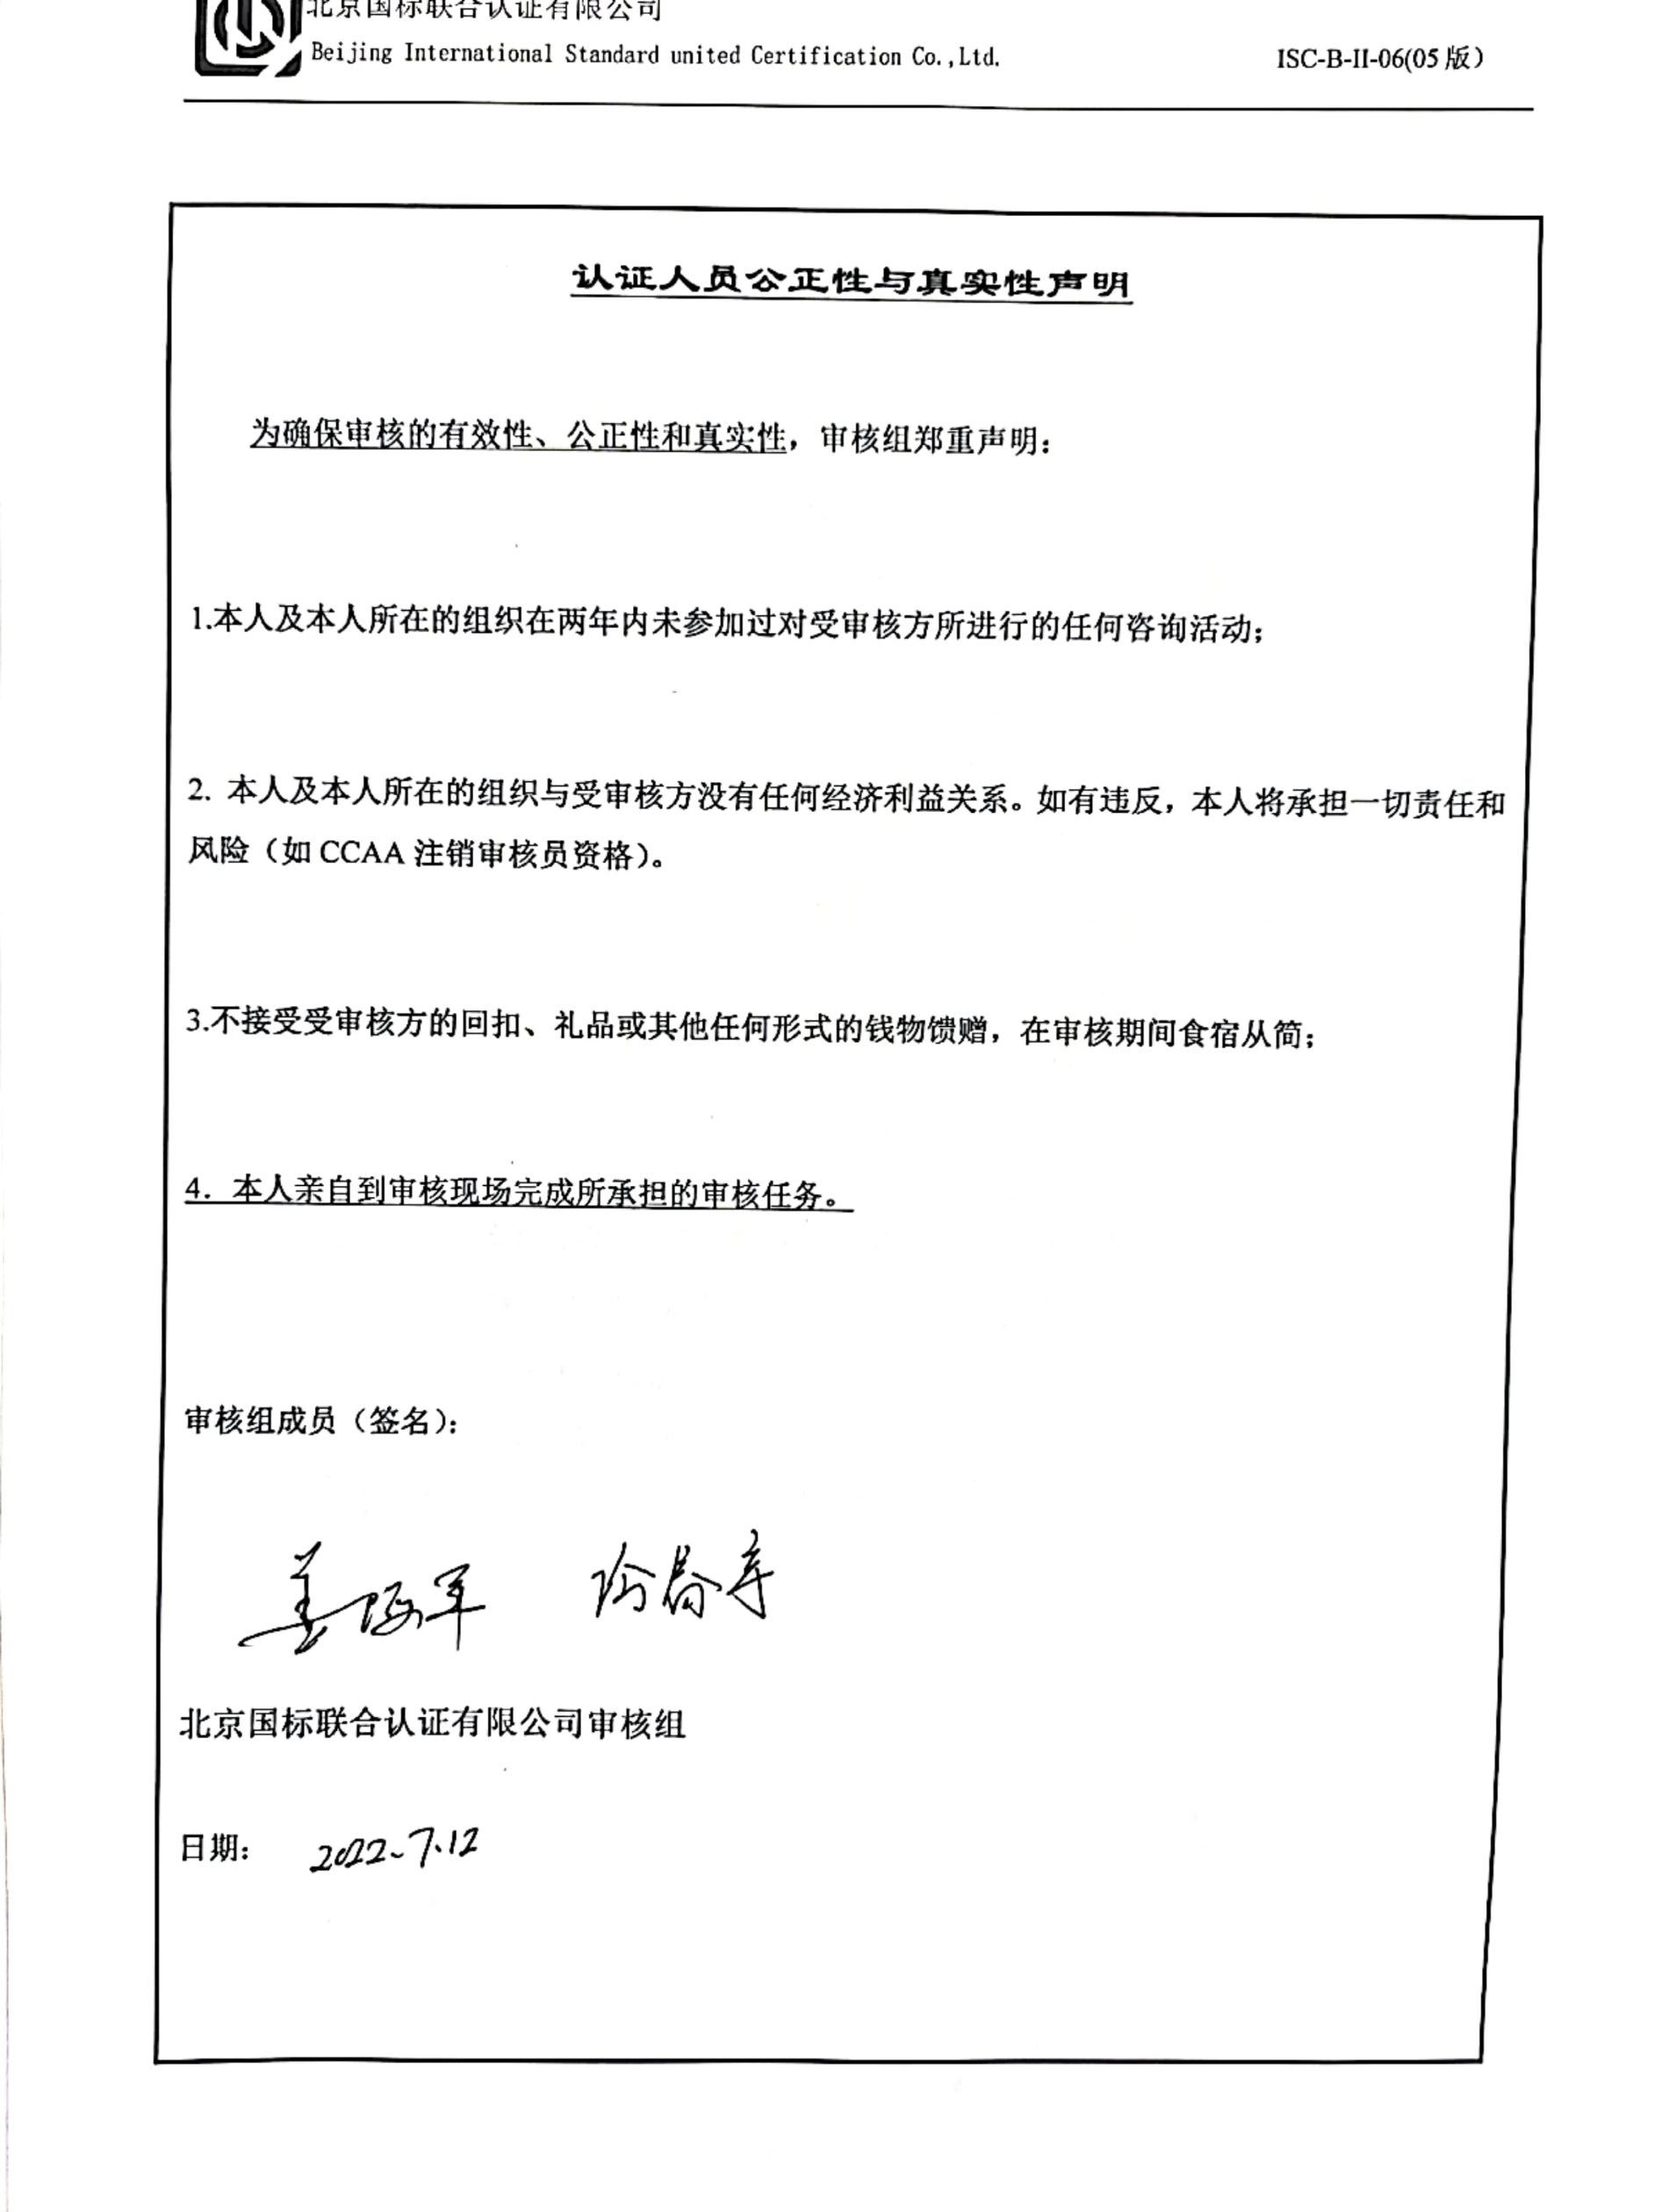 北京国标联合认证有限公司
Beijing International Standard united Certification Co.,Ltd.
ISC-B-II-06(05版）
认证人员公正性与真实性声明
为确保审核的有效性、公正性和真实性，审核组郑重声明：
1.本人及本人所在的组织在两年内未参加过对受审核方所进行的任何咨询活动；
2. 本人及本人所在的组织与受审核方没有任何经济利益关系。如有违反，本人将承担一切责任和
风险（如 CCAA 注销审核员资格）。
3.不接受受审核方的回扣、礼品或其他任何形式的钱物馈赠，在审核期间食宿从简；
4. 本人亲自到审核现场完成所承担的审核任务。
审核组成员（签名）：
北京国标联合认证有限公司审核组
日期： 2022.7.12